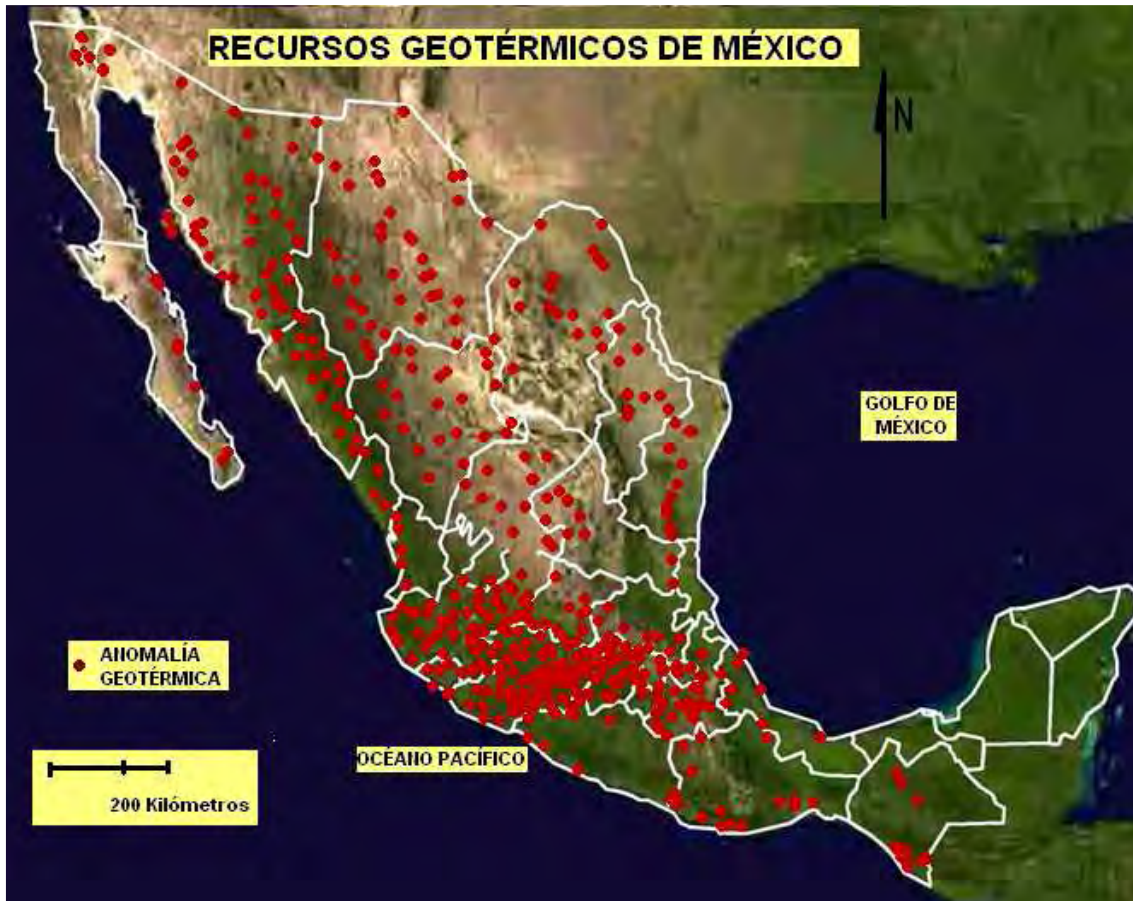 RECURSOS GEOTÉRMICOS DE MÉXICO
N
GOLFO DE
MÉXICO
ANOMALÍA
GEOTÉRMICA
OCÉANO PACÍFICO
200 Kilómetros